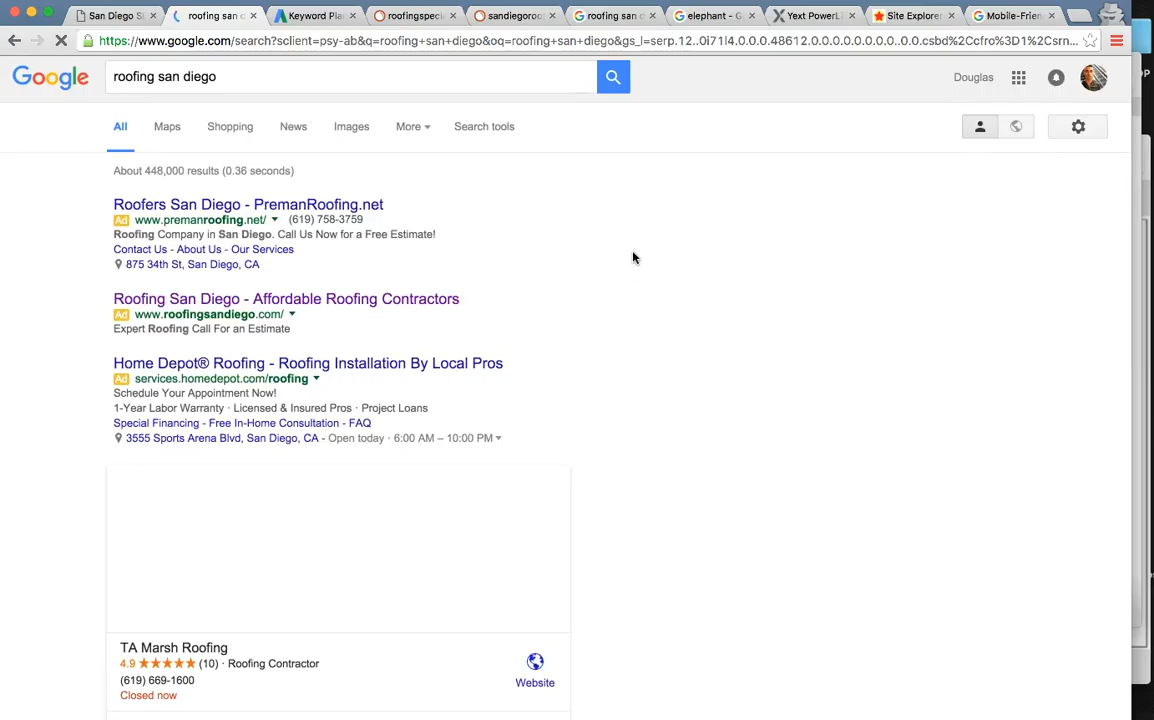 San Diego S
roofing san d
Keyword Plan
roofingspeci
sandiegoroo
roofing san d
elephant - G
Yext PowerLi
Site Explorer
Mobile-Frien
https://www.google.com/search?sclient=psy-ab&q=roofing+san+diego&oq=roofing+san+diego&gs_l=serp.12..0i71l4.0.0.0.48612.0.0.0.0.0.0.0.0..0.0.csbd%2Ccfro%3D1%2Csrn...
Google
roofing san diego
Douglas
All Maps Shopping News Images More Search tools
About 448,000 results (0.36 seconds)
Roofers San Diego - PremanRoofing.net
Ad www.premanroofing.net/ (619) 758-3759
Roofing Company in San Diego. Call Us Now for a Free Estimate!
Contact Us - About Us - Our Services
875 34th St, San Diego, CA
Roofing San Diego - Affordable Roofing Contractors
Ad www.roofingsandiego.com/
Expert Roofing Call For an Estimate
Home Depot® Roofing - Roofing Installation By Local Pros
Ad services.homedepot.com/roofing
Schedule Your Appointment Now!
1-Year Labor Warranty · Licensed & Insured Pros · Project Loans
Special Financing - Free In-Home Consultation - FAQ
3555 Sports Arena Blvd, San Diego, CA - Open today · 6:00 AM – 10:00 PM
TA Marsh Roofing
4.9 (10) · Roofing Contractor
(619) 669-1600
Closed now
Website